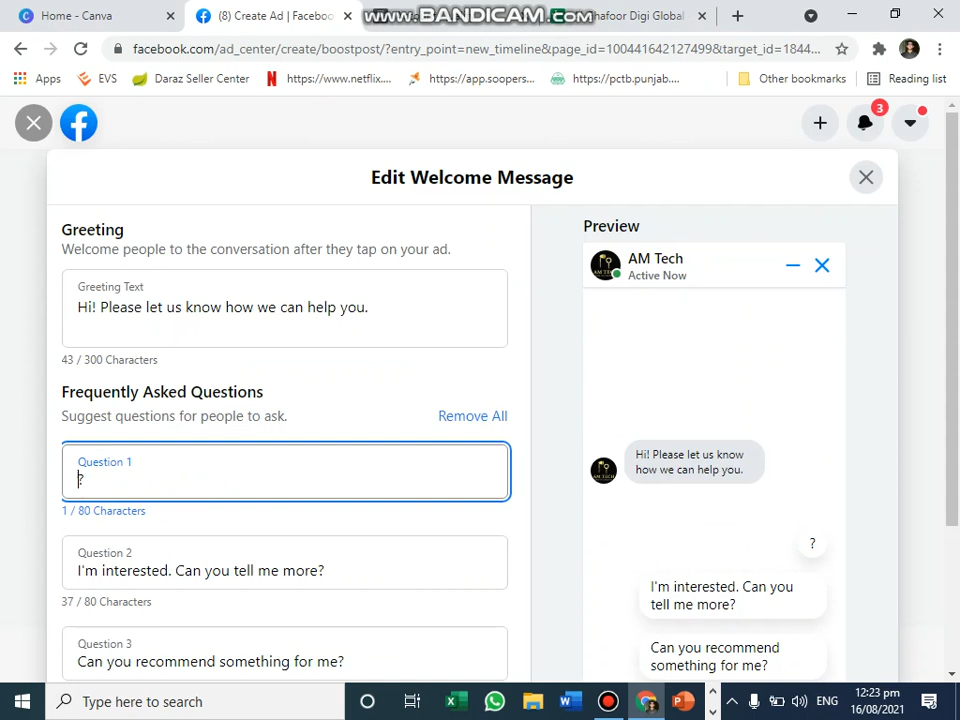 Home - Canva
(8) Create Ad | Faceboo
www.BANDICAM.com
hafoor Digi Global
facebook.com/ad_center/create/boostpost/?entry_point=new_timeline&page_id=100441642127499&target_id=1844...
Apps
EVS
Daraz Seller Center
https://www.netflix....
https://app.soopers...
https://pctb.punjab....
Other bookmarks
Reading list
3
Edit Welcome Message
Greeting
Welcome people to the conversation after they tap on your ad.
Greeting Text
Hi! Please let us know how we can help you.
43 / 300 Characters
Frequently Asked Questions
Suggest questions for people to ask.
Remove All
Question 1
?
1 / 80 Characters
Question 2
I'm interested. Can you tell me more?
37 / 80 Characters
Question 3
Can you recommend something for me?
Preview
AM Tech
Active Now
Hi! Please let us know
how we can help you.
?
I'm interested. Can you
tell me more?
Can you recommend
something for me?
Type here to search
ENG
12:23 pm
16/08/2021